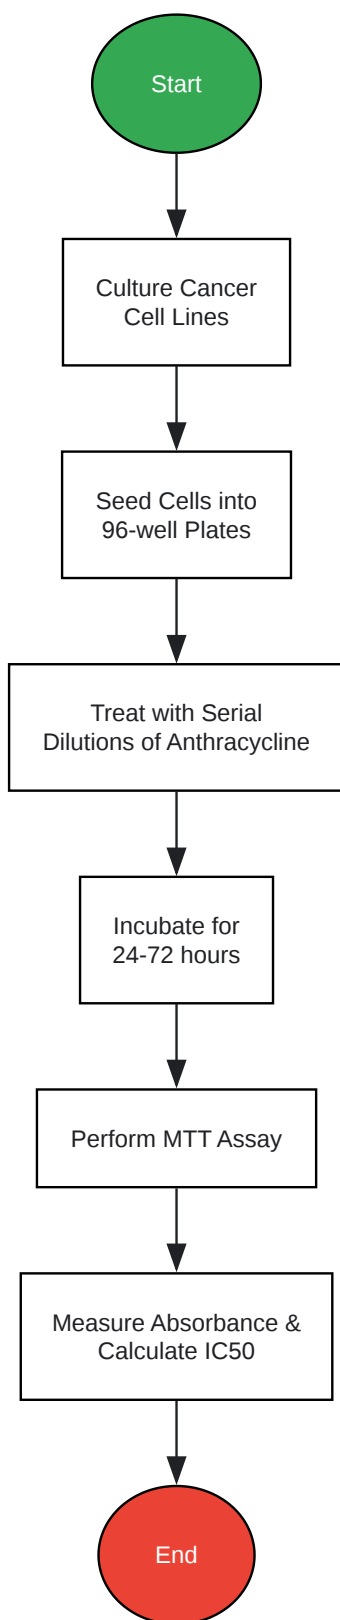 Start
Culture Cancer
Cell Lines
Seed Cells into
96-well Plates
Treat with Serial
Dilutions of Anthracycline
Incubate for
24-72 hours
Perform MTT Assay
Measure Absorbance &
Calculate IC50
End